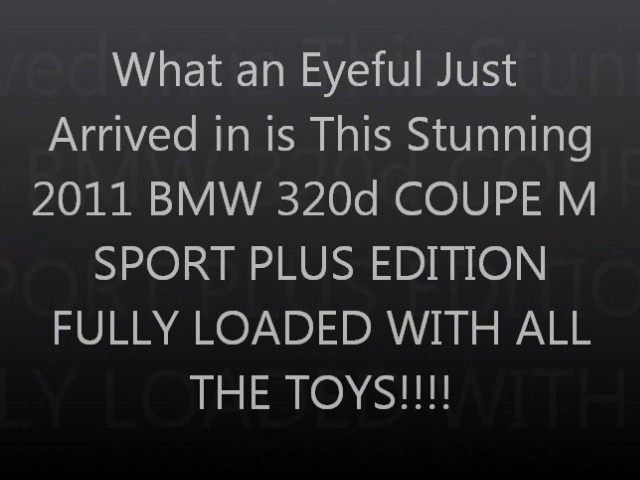 What an Eyeful Just
Arrived in is This Stunning
2011 BMW 320d COUPE M
SPORT PLUS EDITION
FULLY LOADED WITH ALL
THE TOYS!!!!